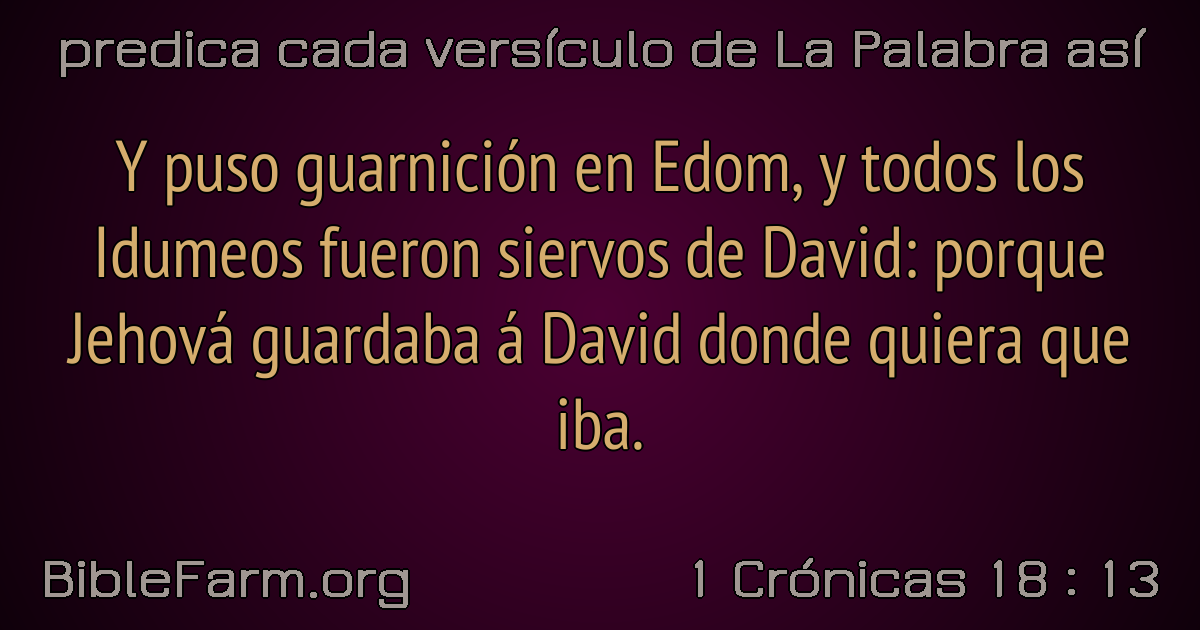 predica cada versículo de La Palabra así
Y puso guarnición en Edom, y todos los
Idumeos fueron siervos de David: porque
Jehová guardaba á David donde quiera que
iba.
BibleFarm.org
1 Crónicas 18 : 13